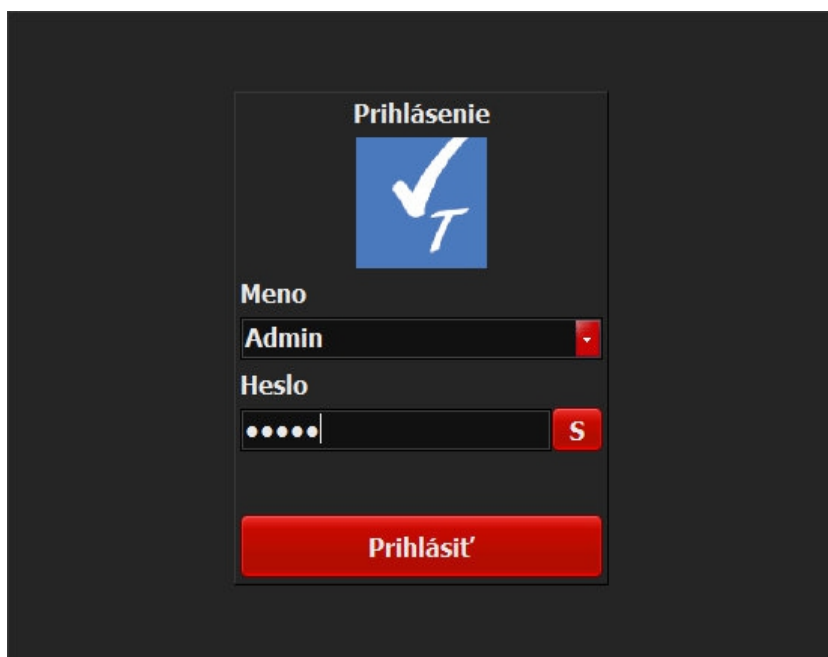 Prihlásenie
T
Meno
Admin
Heslo
•••••
S
Prihlásiť